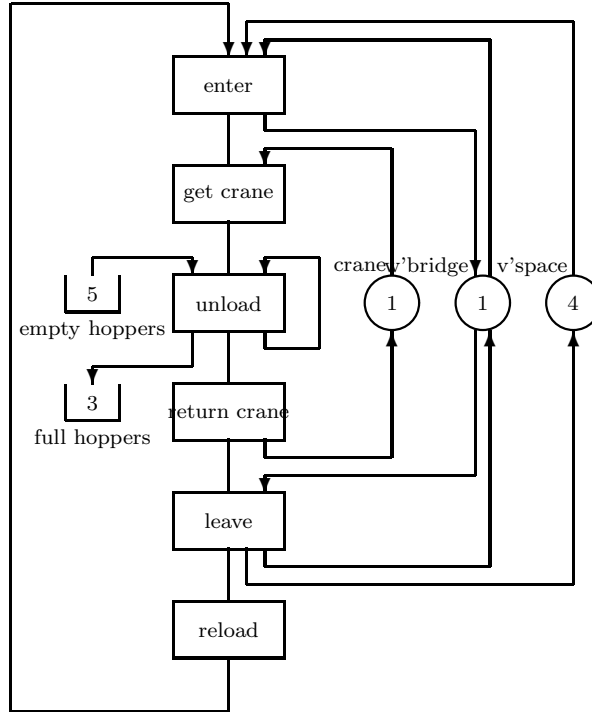 enter
get crane
crane
v'bridge
v'space
5
unload
1
1
4
empty hoppers
3
return crane
full hoppers
leave
reload